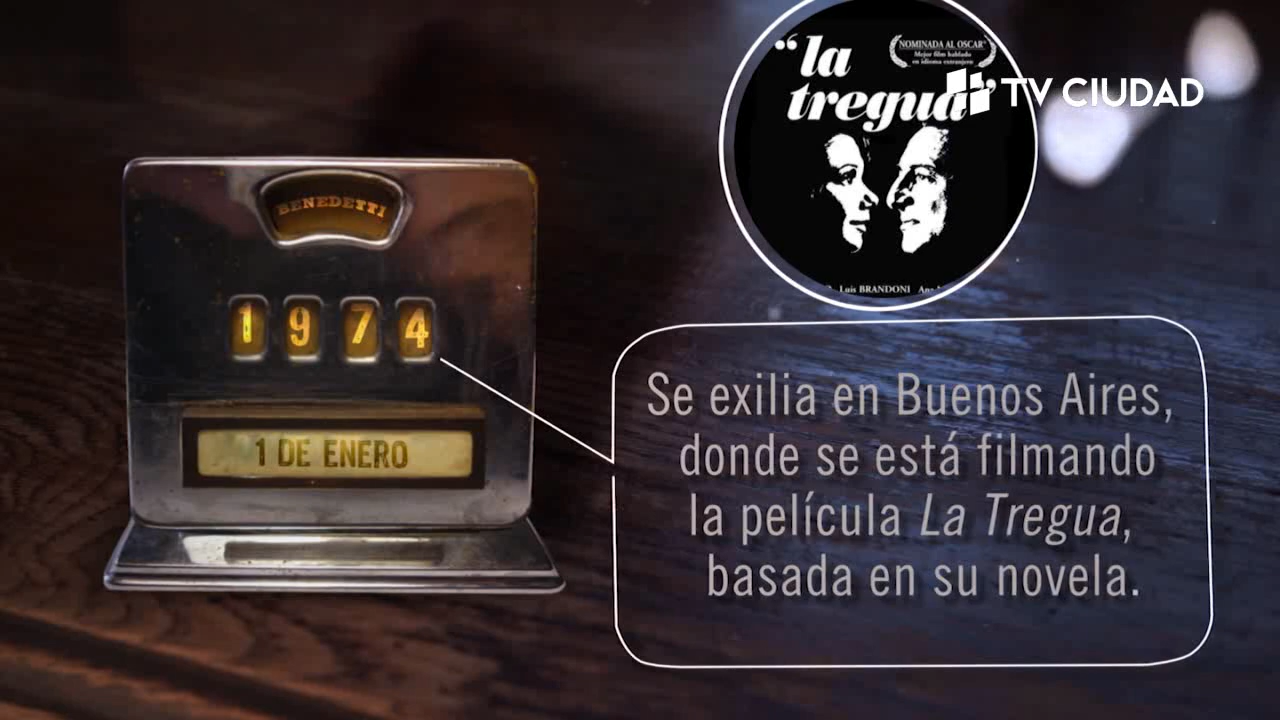 BENEDETTI
1974
1 DE ENERO
“la
tregua”
NOMINADA AL OSCAR
Mejor film hablado
en idioma extranjero
Luis BRANDONI
TV CIUDAD
Se exilia en Buenos Aires,
donde se está filmando
la película La Tregua,
basada en su novela.